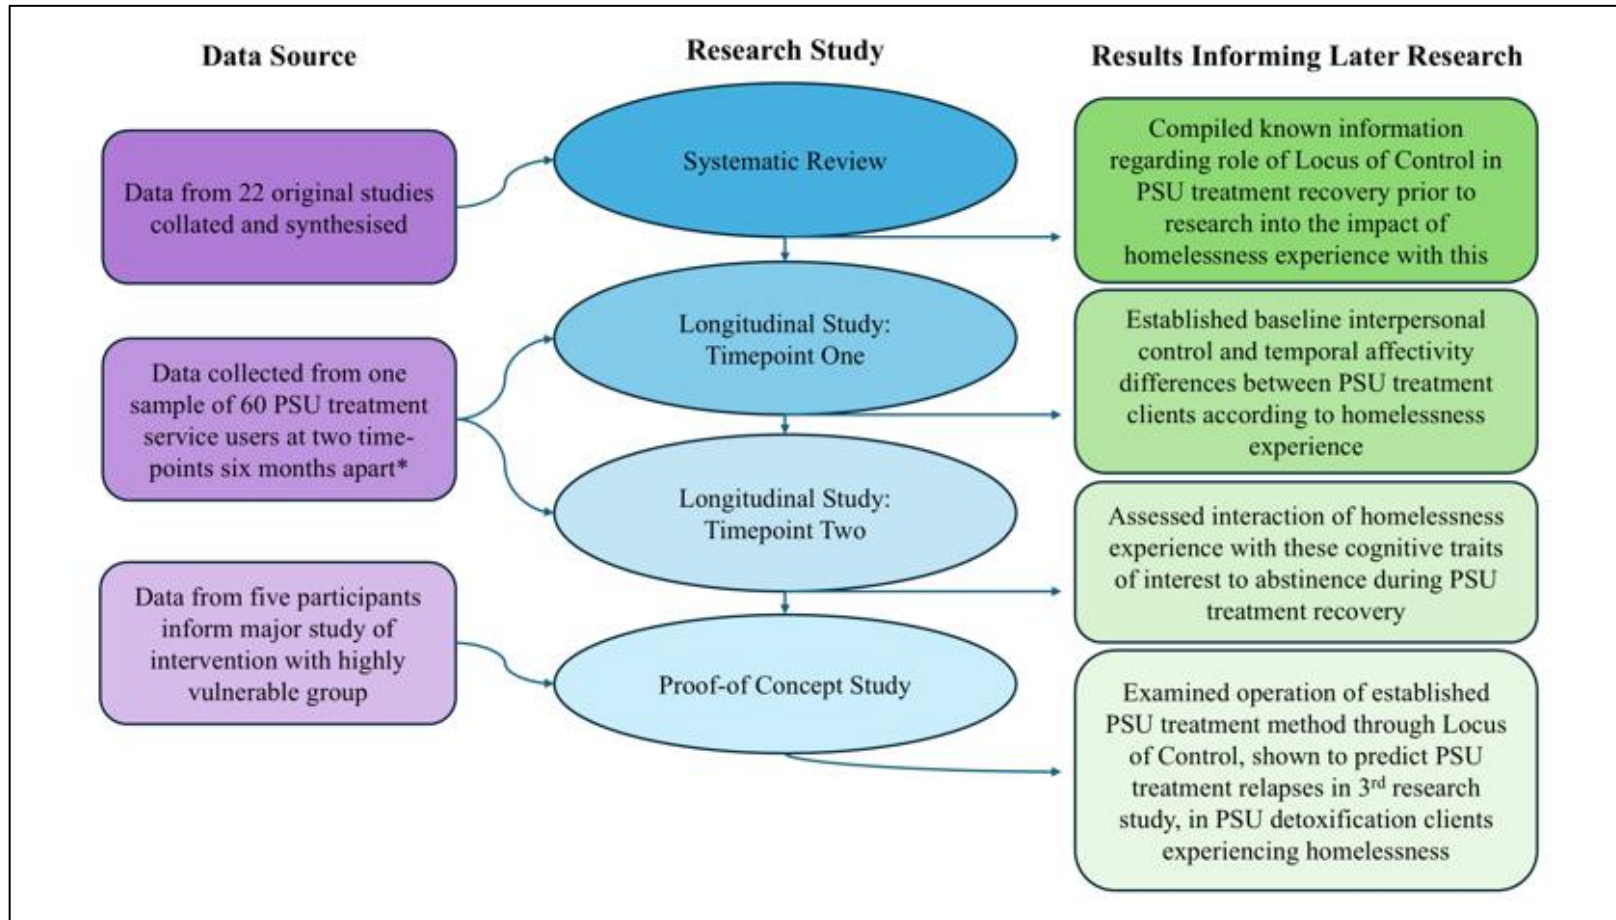 Data Source
Research Study
Results Informing Later Research
Data from 22 original studies
collated and synthesised
Systematic Review
Compiled known information
regarding role of Locus of Control in
PSU treatment recovery prior to
research into the impact of
homelessness experience with this
Data collected from one
sample of 60 PSU treatment
service users at two time-
points six months apart*
Longitudinal Study:
Timepoint One
Established baseline interpersonal
control and temporal affectivity
differences between PSU treatment
clients according to homelessness
experience
Longitudinal Study:
Timepoint Two
Assessed interaction of homelessness
experience with these cognitive traits
of interest to abstinence during PSU
treatment recovery
Data from five participants
inform major study of
intervention with highly
vulnerable group
Proof-of Concept Study
Examined operation of established
PSU treatment method through Locus
of Control, shown to predict PSU
treatment relapses in 3rd research
study, in PSU detoxification clients
experiencing homelessness